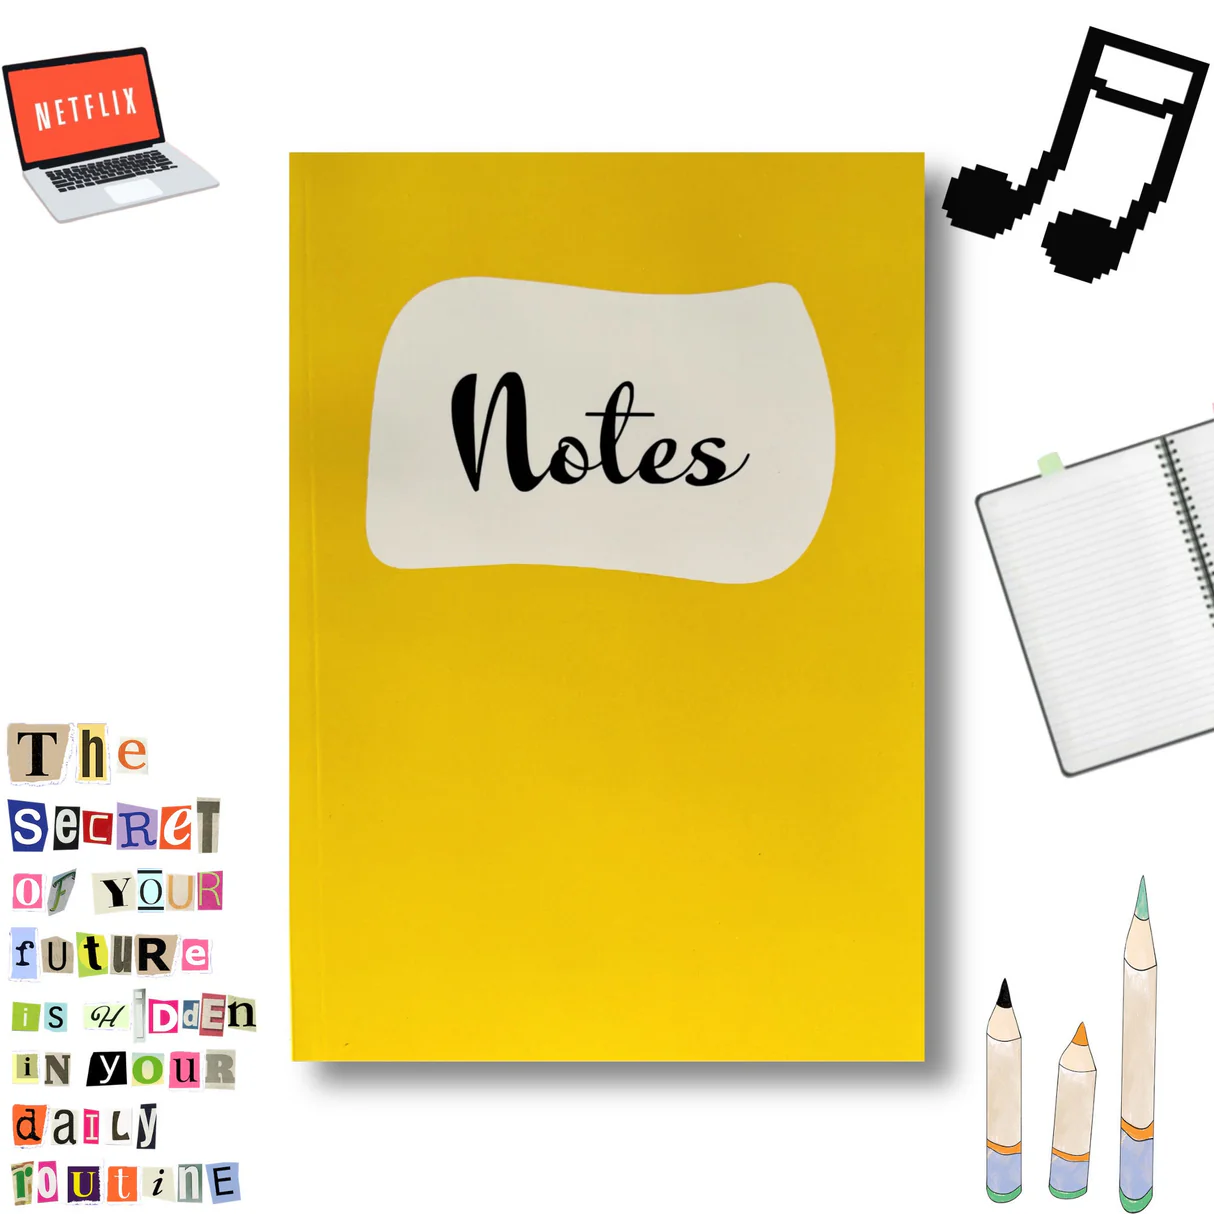 NETFLIX
Notes
The
SecRet
OF YOUR
futuRe
is HiDdEn
iN youR
daiLy
rOutinE